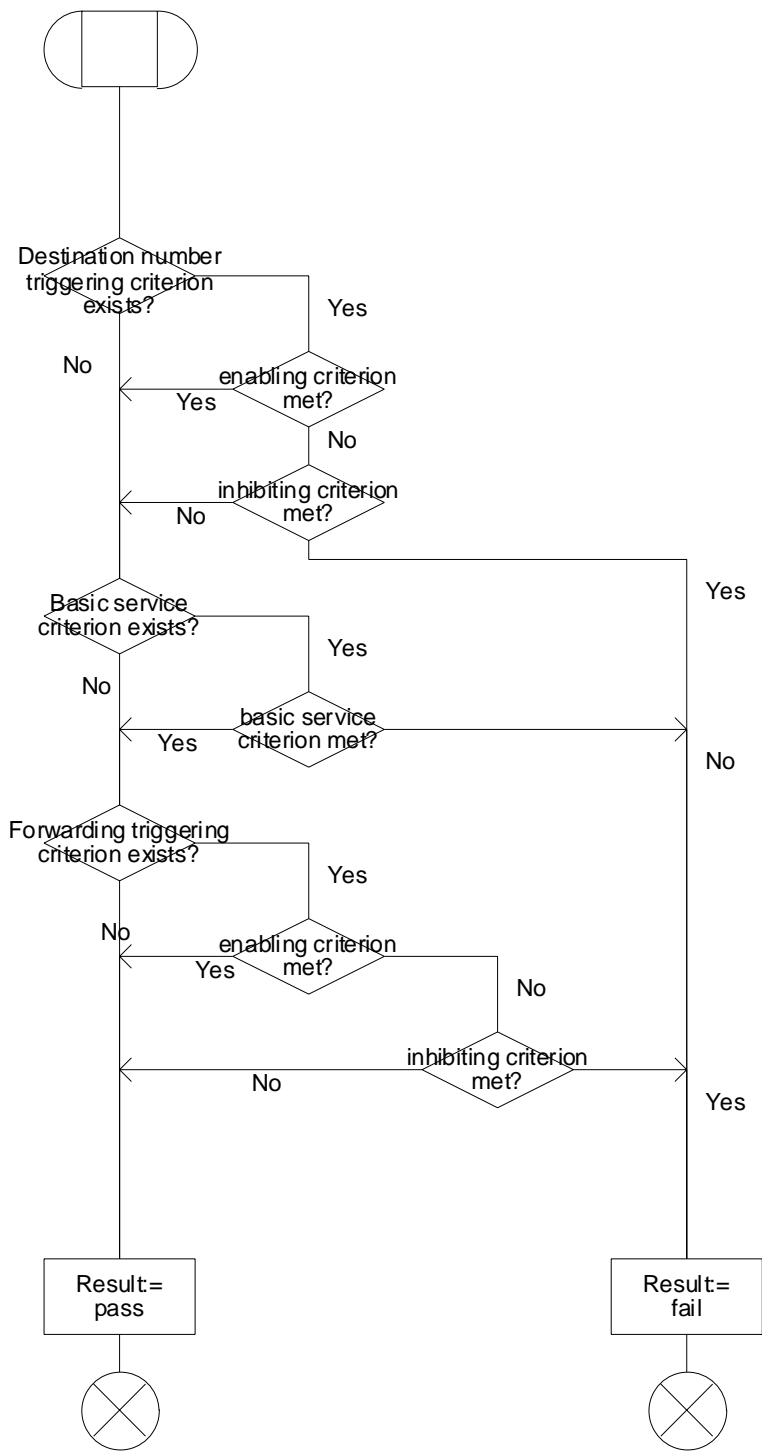 Destination number
triggering criterion
exists?
Yes
No
enabling criterion
met?
Yes
No
inhibiting criterion
met?
No
Yes
Basic service
criterion exists?
Yes
No
basic service
criterion met?
Yes
No
Forwarding triggering
criterion exists?
Yes
No
enabling criterion
met?
Yes
No
inhibiting criterion
met?
No
Yes
Result:=
pass
Result:=
fail